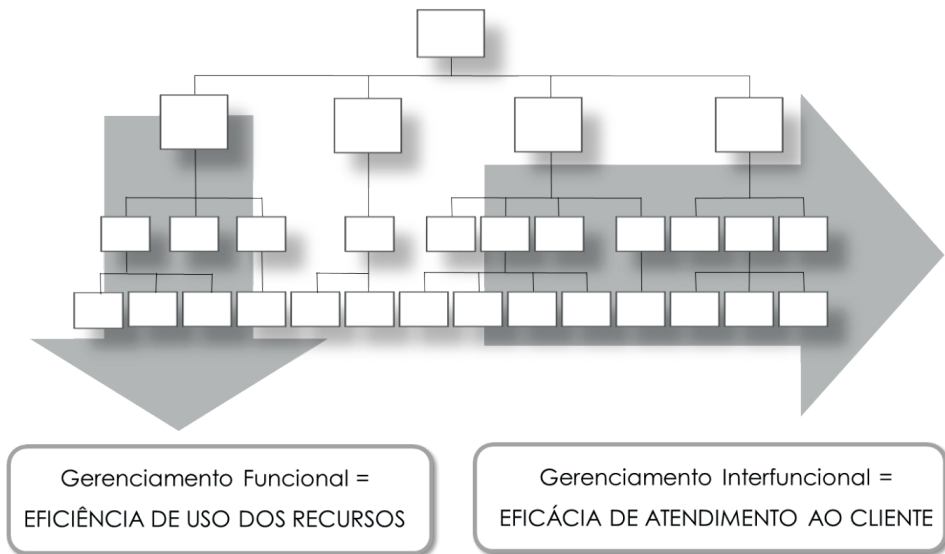 Gerenciamento Funcional =
EFICIÊNCIA DE USO DOS RECURSOS
Gerenciamento Interfuncional =
EFICÁCIA DE ATENDIMENTO AO CLIENTE